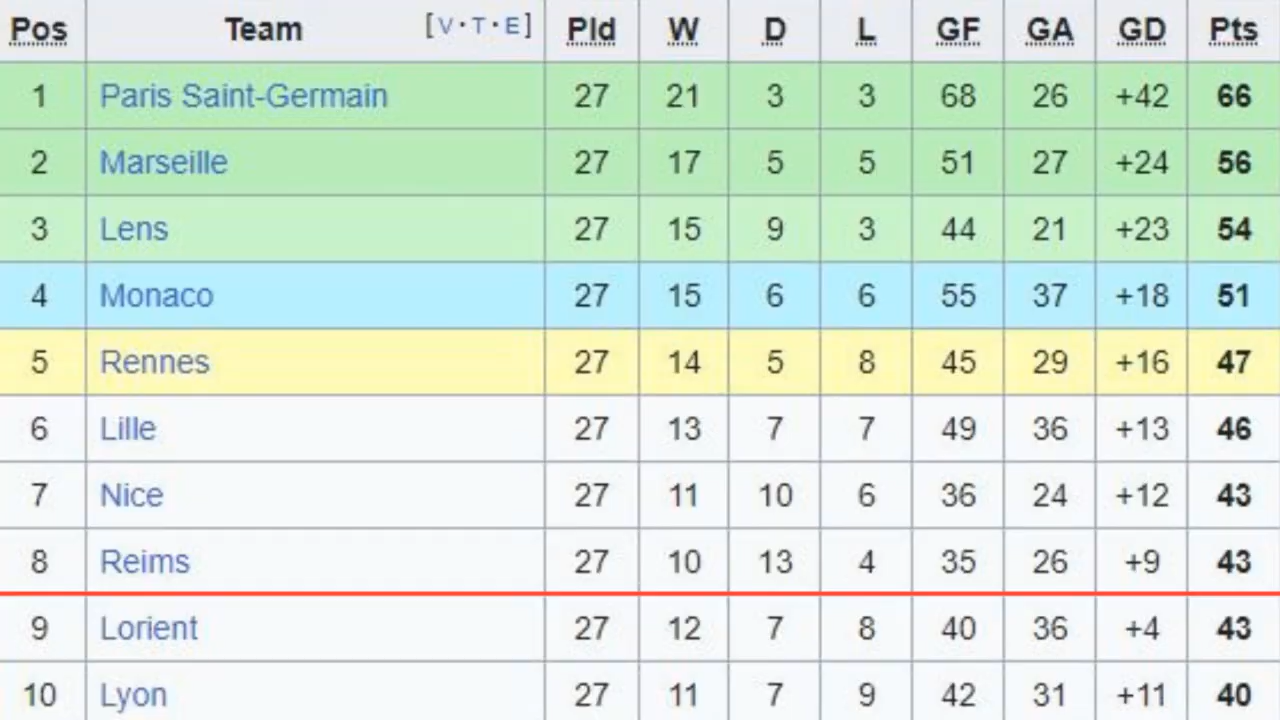 Pos Team [V·T·E] Pld W D L GF GA GD Pts
1 Paris Saint-Germain 27 21 3 3 68 26 +42 66
2 Marseille 27 17 5 5 51 27 +24 56
3 Lens 27 15 9 3 44 21 +23 54
4 Monaco 27 15 6 6 55 37 +18 51
5 Rennes 27 14 5 8 45 29 +16 47
6 Lille 27 13 7 7 49 36 +13 46
7 Nice 27 11 10 6 36 24 +12 43
8 Reims 27 10 13 4 35 26 +9 43
9 Lorient 27 12 7 8 40 36 +4 43
10 Lyon 27 11 7 9 42 31 +11 40